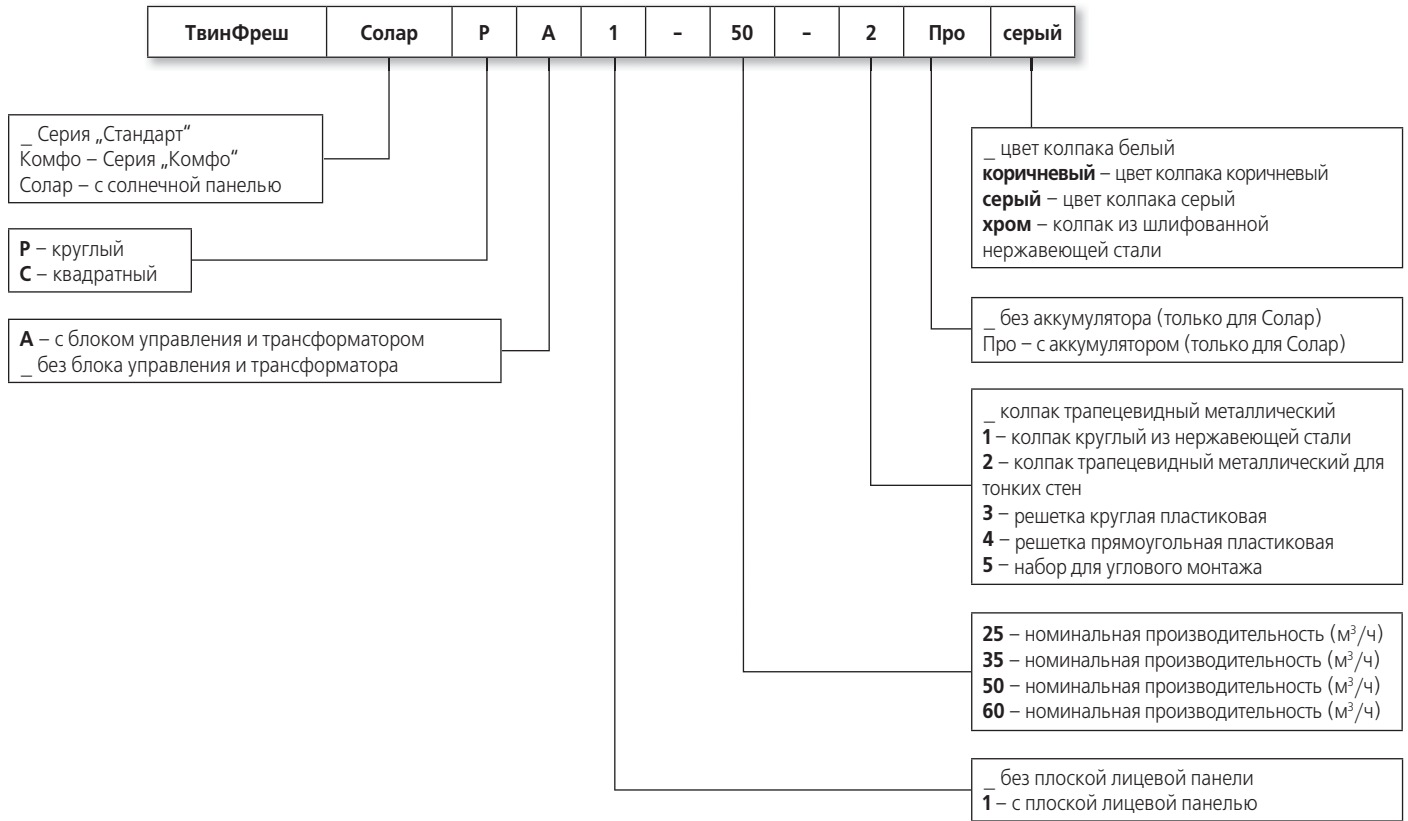 ТвинФреш Солар Р А 1 – 50 – 2 Про серый
_ Серия „Стандарт“
Комфо – Серия „Комфо“
Солар – с солнечной панелью
Р – круглый
С – квадратный
А – с блоком управления и трансформатором
_ без блока управления и трансформатора
_ цвет колпака белый
коричневый – цвет колпака коричневый
серый – цвет колпака серый
хром – колпак из шлифованной
нержавеющей стали
_ без аккумулятора (только для Солар)
Про – с аккумулятором (только для Солар)
_ колпак трапецевидный металлический
1 – колпак круглый из нержавеющей стали
2 – колпак трапецевидный металлический для
тонких стен
3 – решетка круглая пластиковая
4 – решетка прямоугольная пластиковая
5 – набор для углового монтажа
25 – номинальная производительность (м³/ч)
35 – номинальная производительность (м³/ч)
50 – номинальная производительность (м³/ч)
60 – номинальная производительность (м³/ч)
_ без плоской лицевой панели
1 – с плоской лицевой панелью